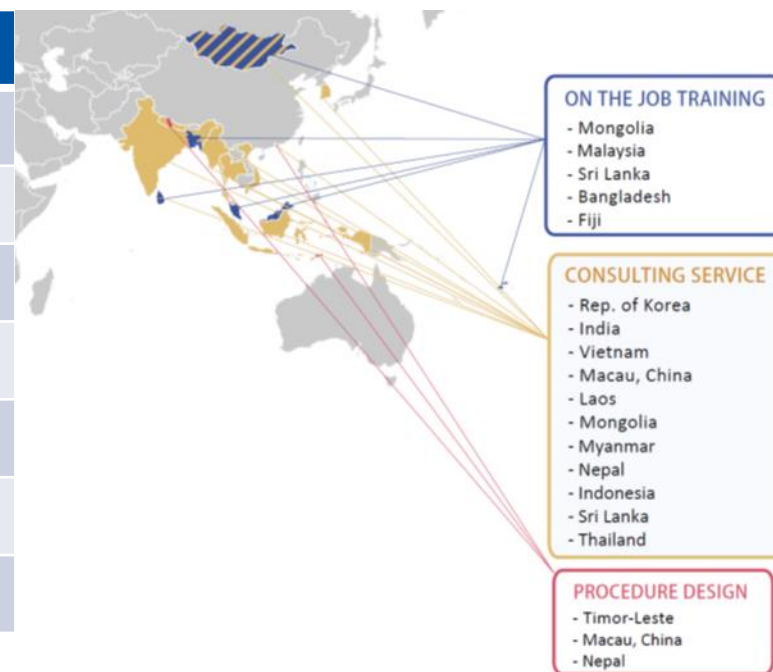 ON THE JOB TRAINING
- Mongolia
- Malaysia
- Sri Lanka
- Bangladesh
- Fiji
CONSULTING SERVICE
- Rep. of Korea
- India
- Vietnam
- Macau, China
- Laos
- Mongolia
- Myanmar
- Nepal
- Indonesia
- Sri Lanka
- Thailand
PROCEDURE DESIGN
- Timor-Leste
- Macau, China
- Nepal